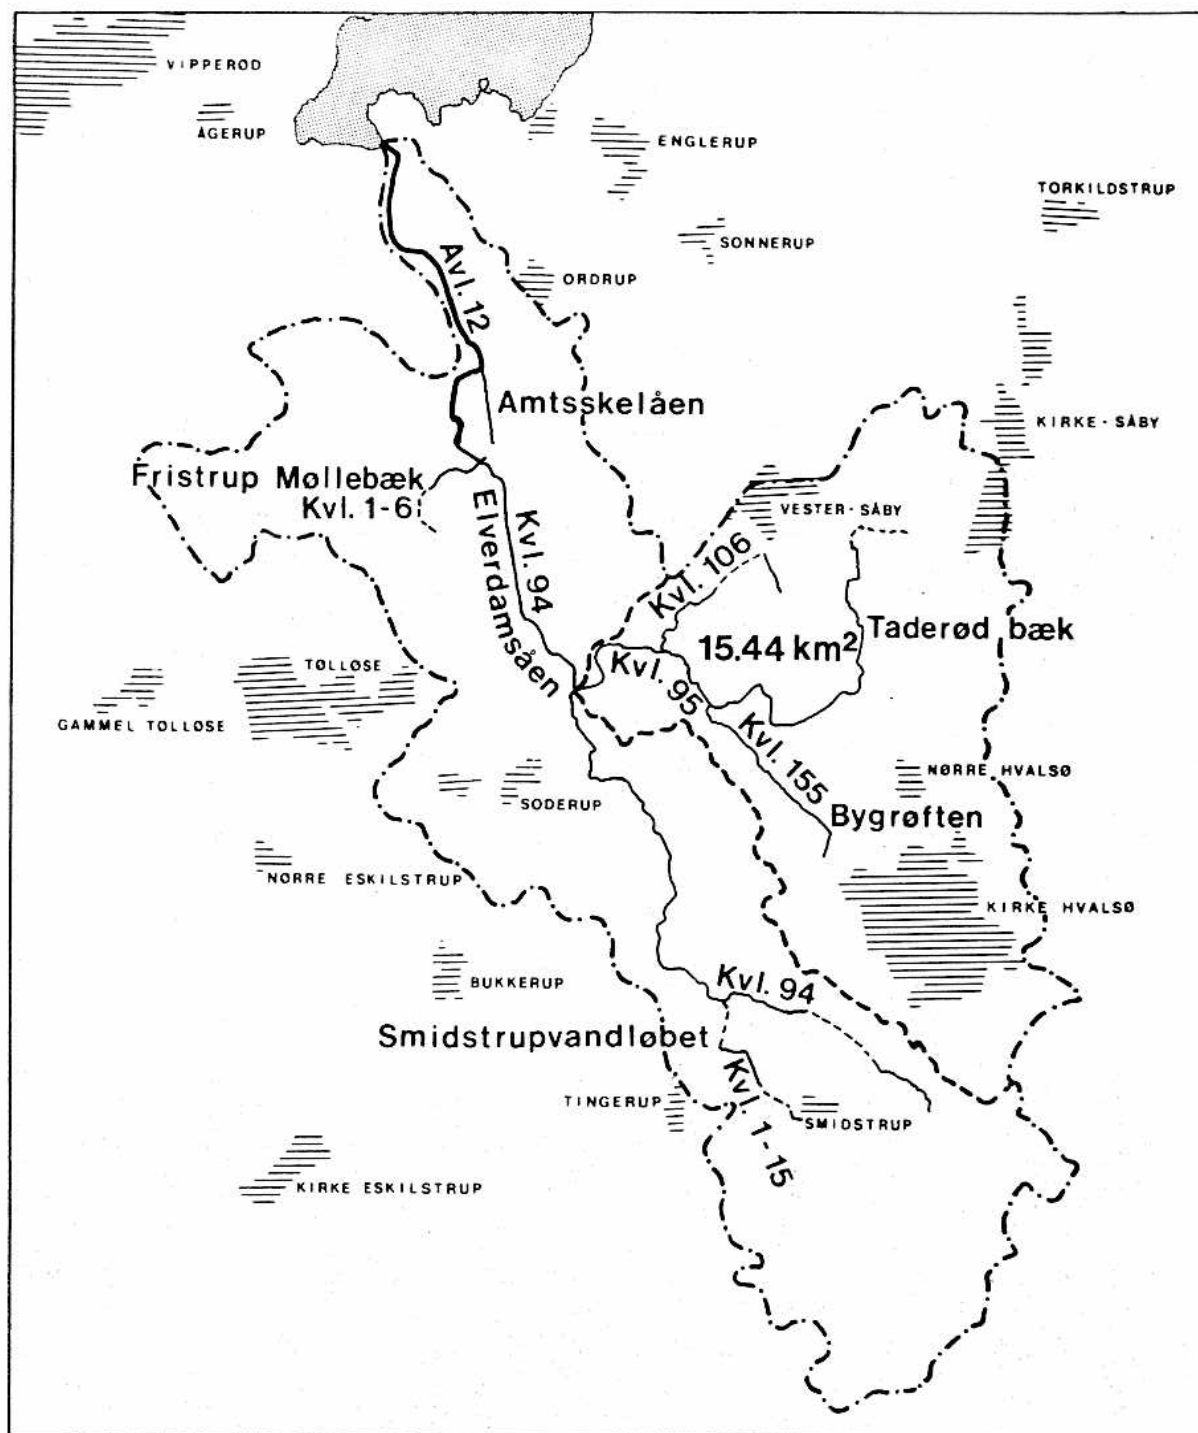 VIPPERØD
ÅGERUP
ENGLERUP
TORKILDSTRUP
SONNERUP
ORDRUP
Avl. 12
Amtsskelåen
KIRKE-SÅBY
Fristrup Møllebæk
Kvl. 1-6
VESTER-SÅBY
Elverdamsåen
Kvl. 94
Kvl. 106
Taderød bæk
15.44 km²
TØLLØSE
Kvl. 95
GAMMEL TØLLØSE
Kvl. 155
NØRRE HVALSØ
SODERUP
Bygrøften
NØRRE ESKILSTRUP
KIRKE HVALSØ
BUKKERUP
Kvl. 94
Smidstrupvandløbet
TINGERUP
Kvl. 1-15
SMIDSTRUP
KIRKE ESKILSTRUP